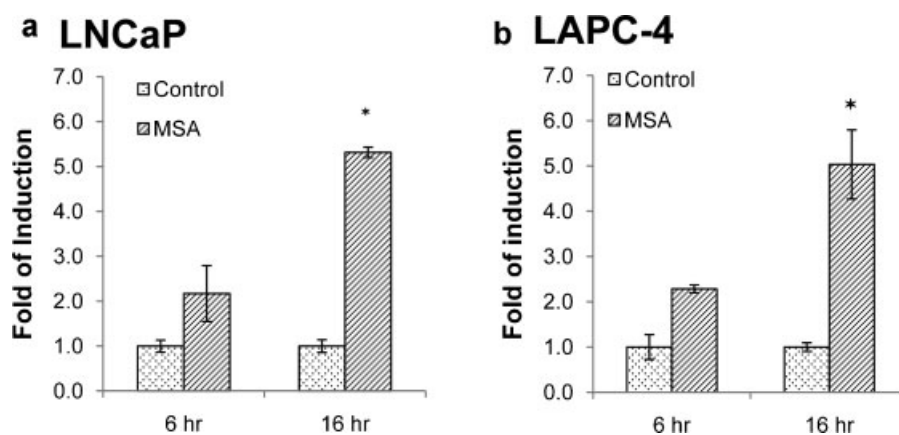 a LNCaP
Fold of Induction
7.0
6.0
5.0
4.0
3.0
2.0
1.0
0.0
Control
MSA
*
6 hr 16 hr
b LAPC-4
Fold of induction
7.0
6.0
5.0
4.0
3.0
2.0
1.0
0.0
Control
MSA
*
6 hr 16 hr